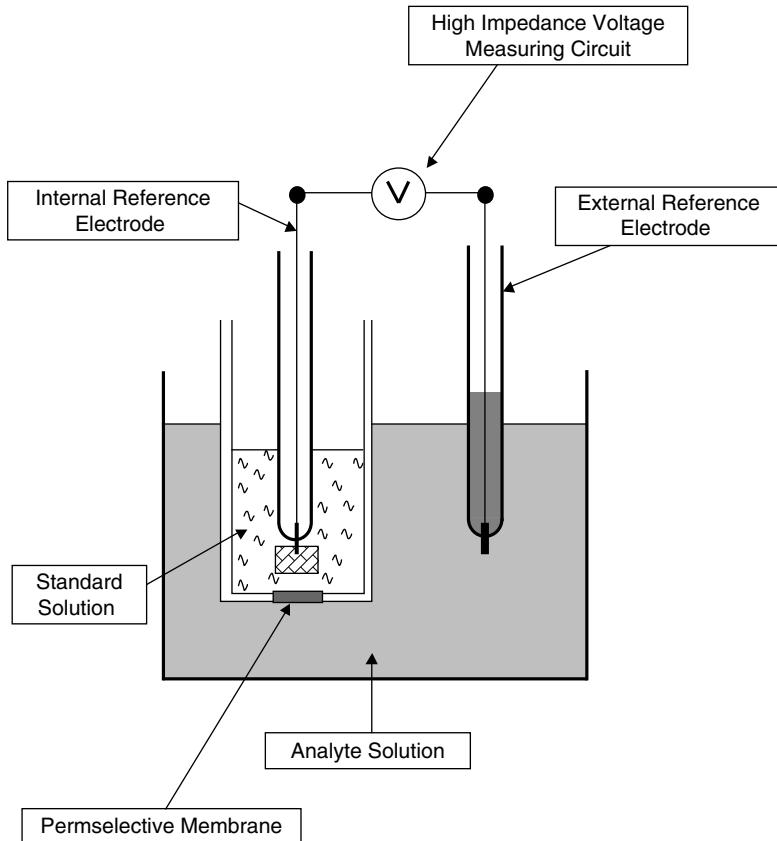 High Impedance Voltage
Measuring Circuit
Internal Reference
Electrode
V
External Reference
Electrode
Standard
Solution
Analyte Solution
Permselective Membrane